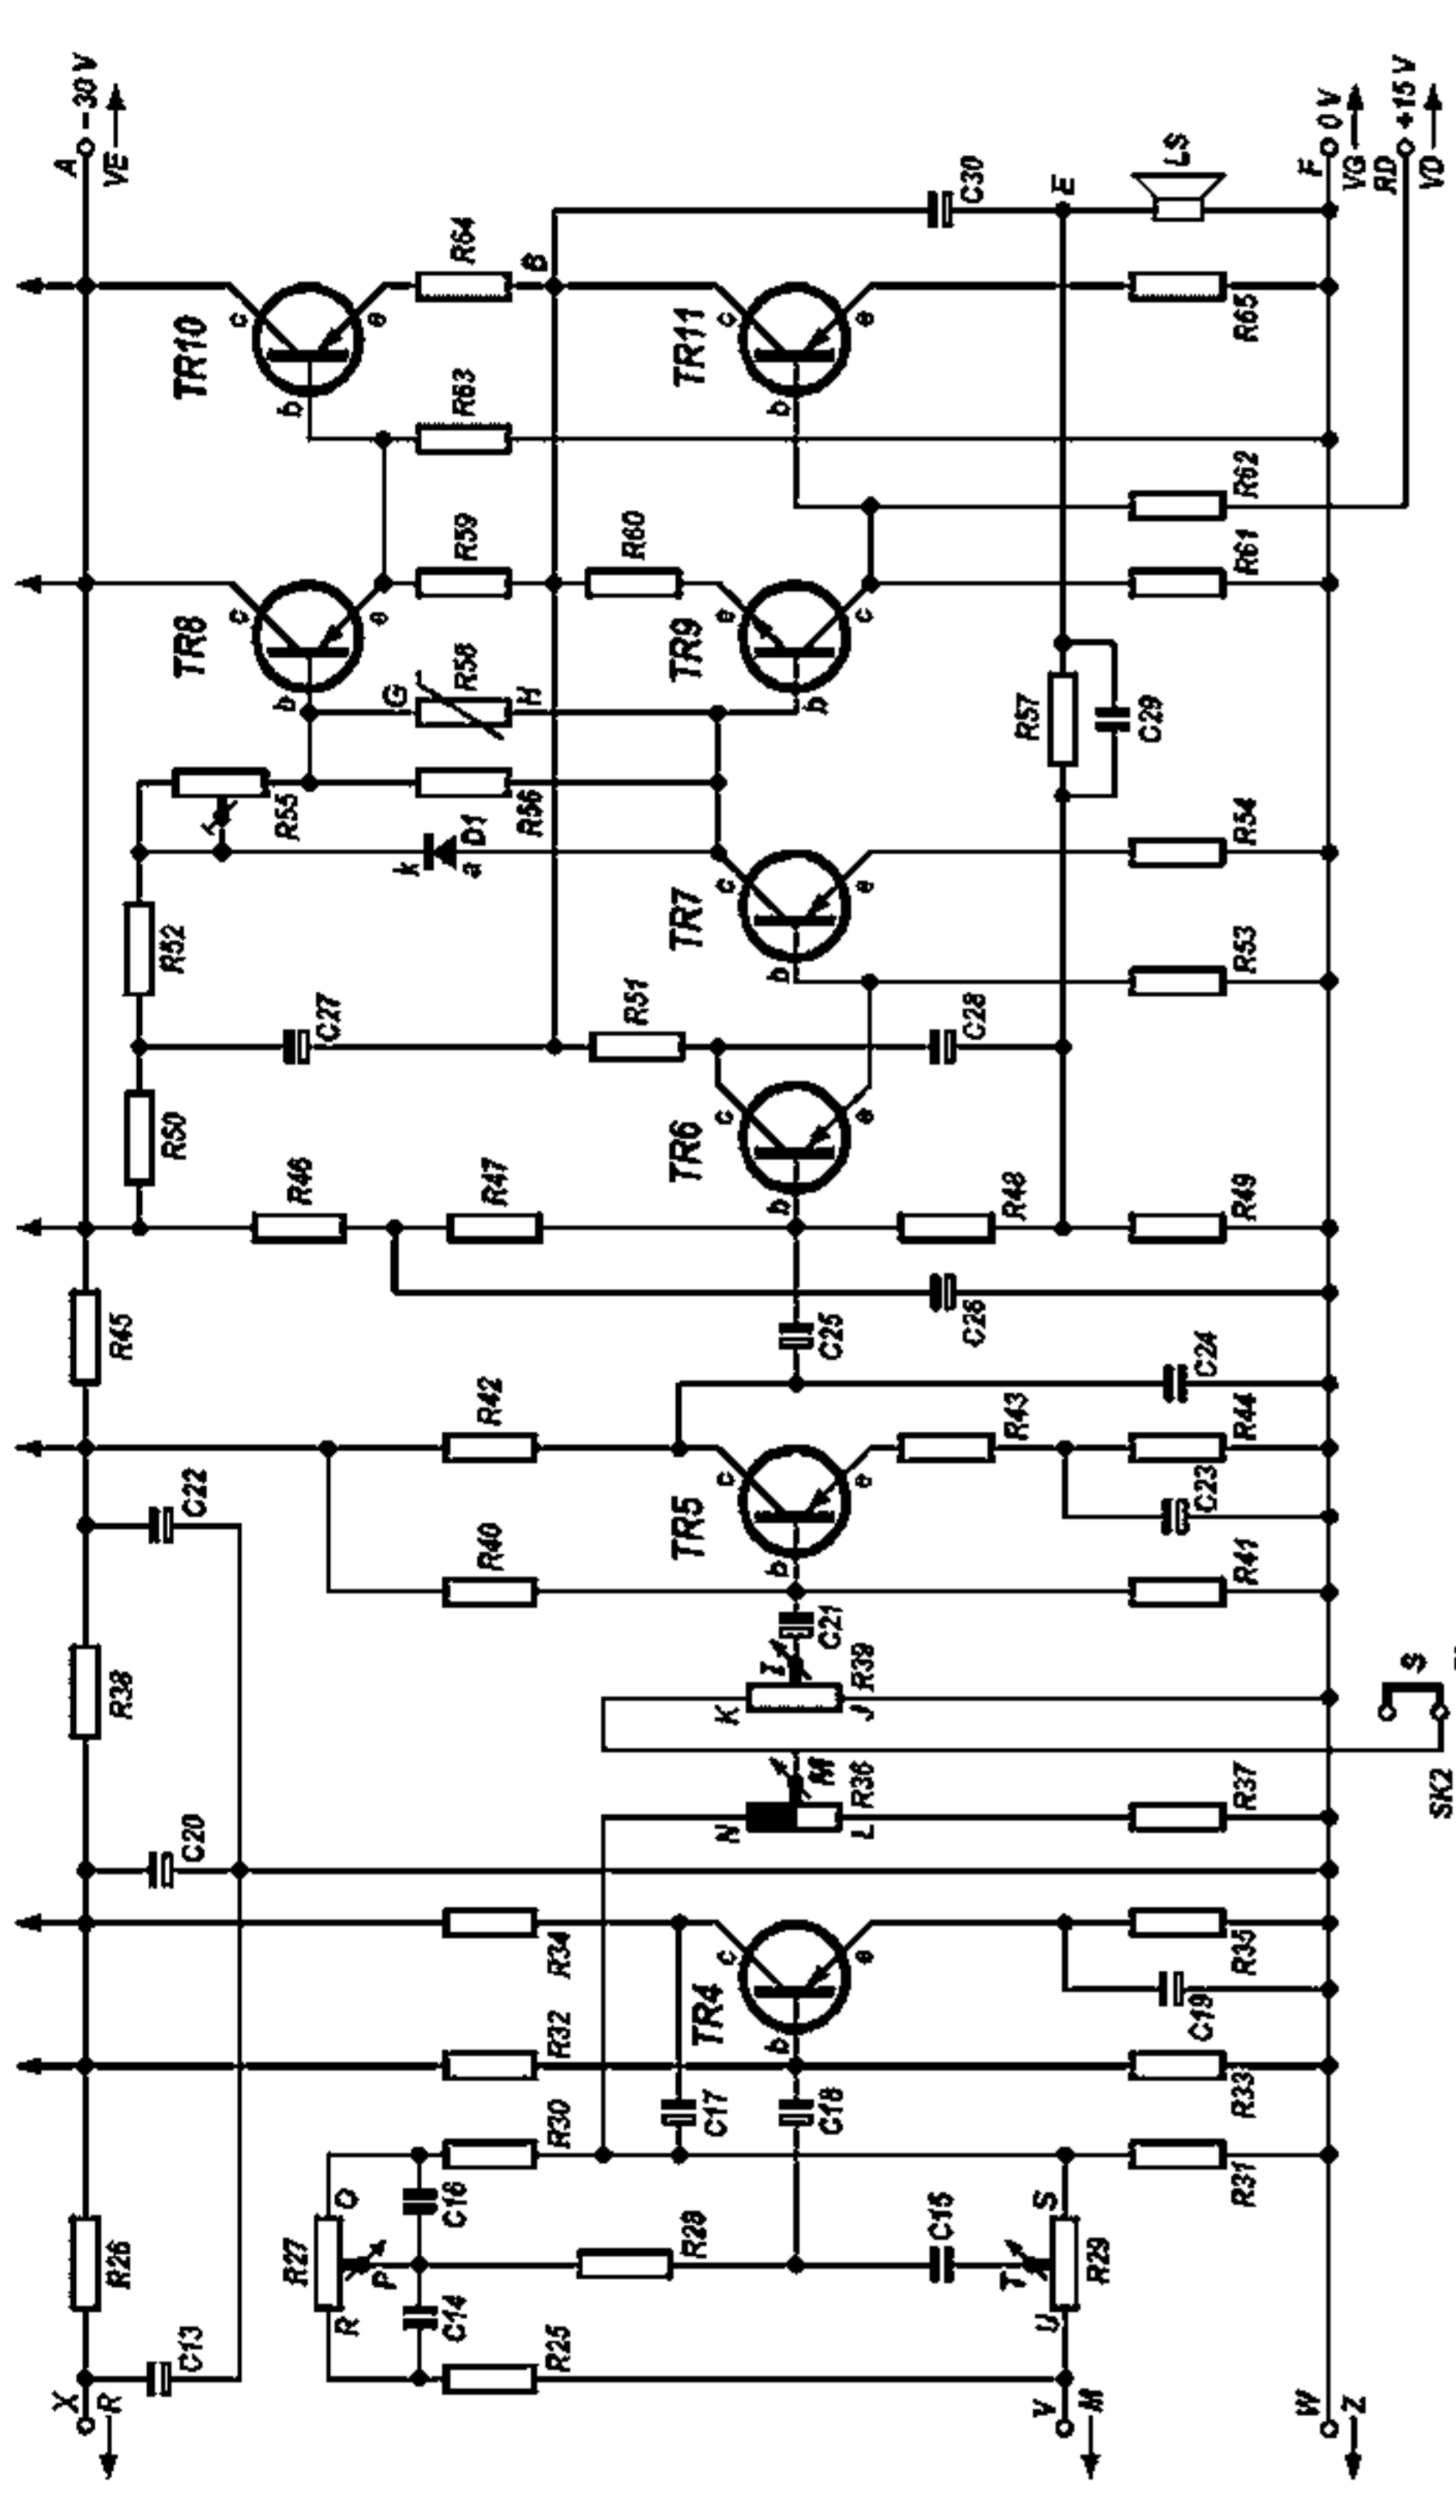 A
-30 V
VE
TR10
c
e
b
R64
B
TR11
c
e
b
C30
E
LS
R65
F
0 V
VG
RD
+15 V
VD
R63
R62
R61
TR8
c
e
b
R59
R60
TR9
e
c
b
G
R58
H
R57
C29
R55
R56
k
D1
a
TR7
c
e
b
R54
R53
R52
C27
R51
C28
R50
TR6
c
e
b
R46
R47
R48
R49
R45
C25
C26
C24
R42
R43
R44
C22
TR5
c
e
b
C23
R40
R41
C21
R38
I
K
J
R39
S
SK2
M
R36
N
L
R37
C20
R34
TR4
c
e
b
R35
C19
R32
R33
R30
C17
C18
R31
R26
R27
O
P
R
C16
C14
R28
C15
S
T
U
R29
R25
C13
X
R
V
M
W
Z